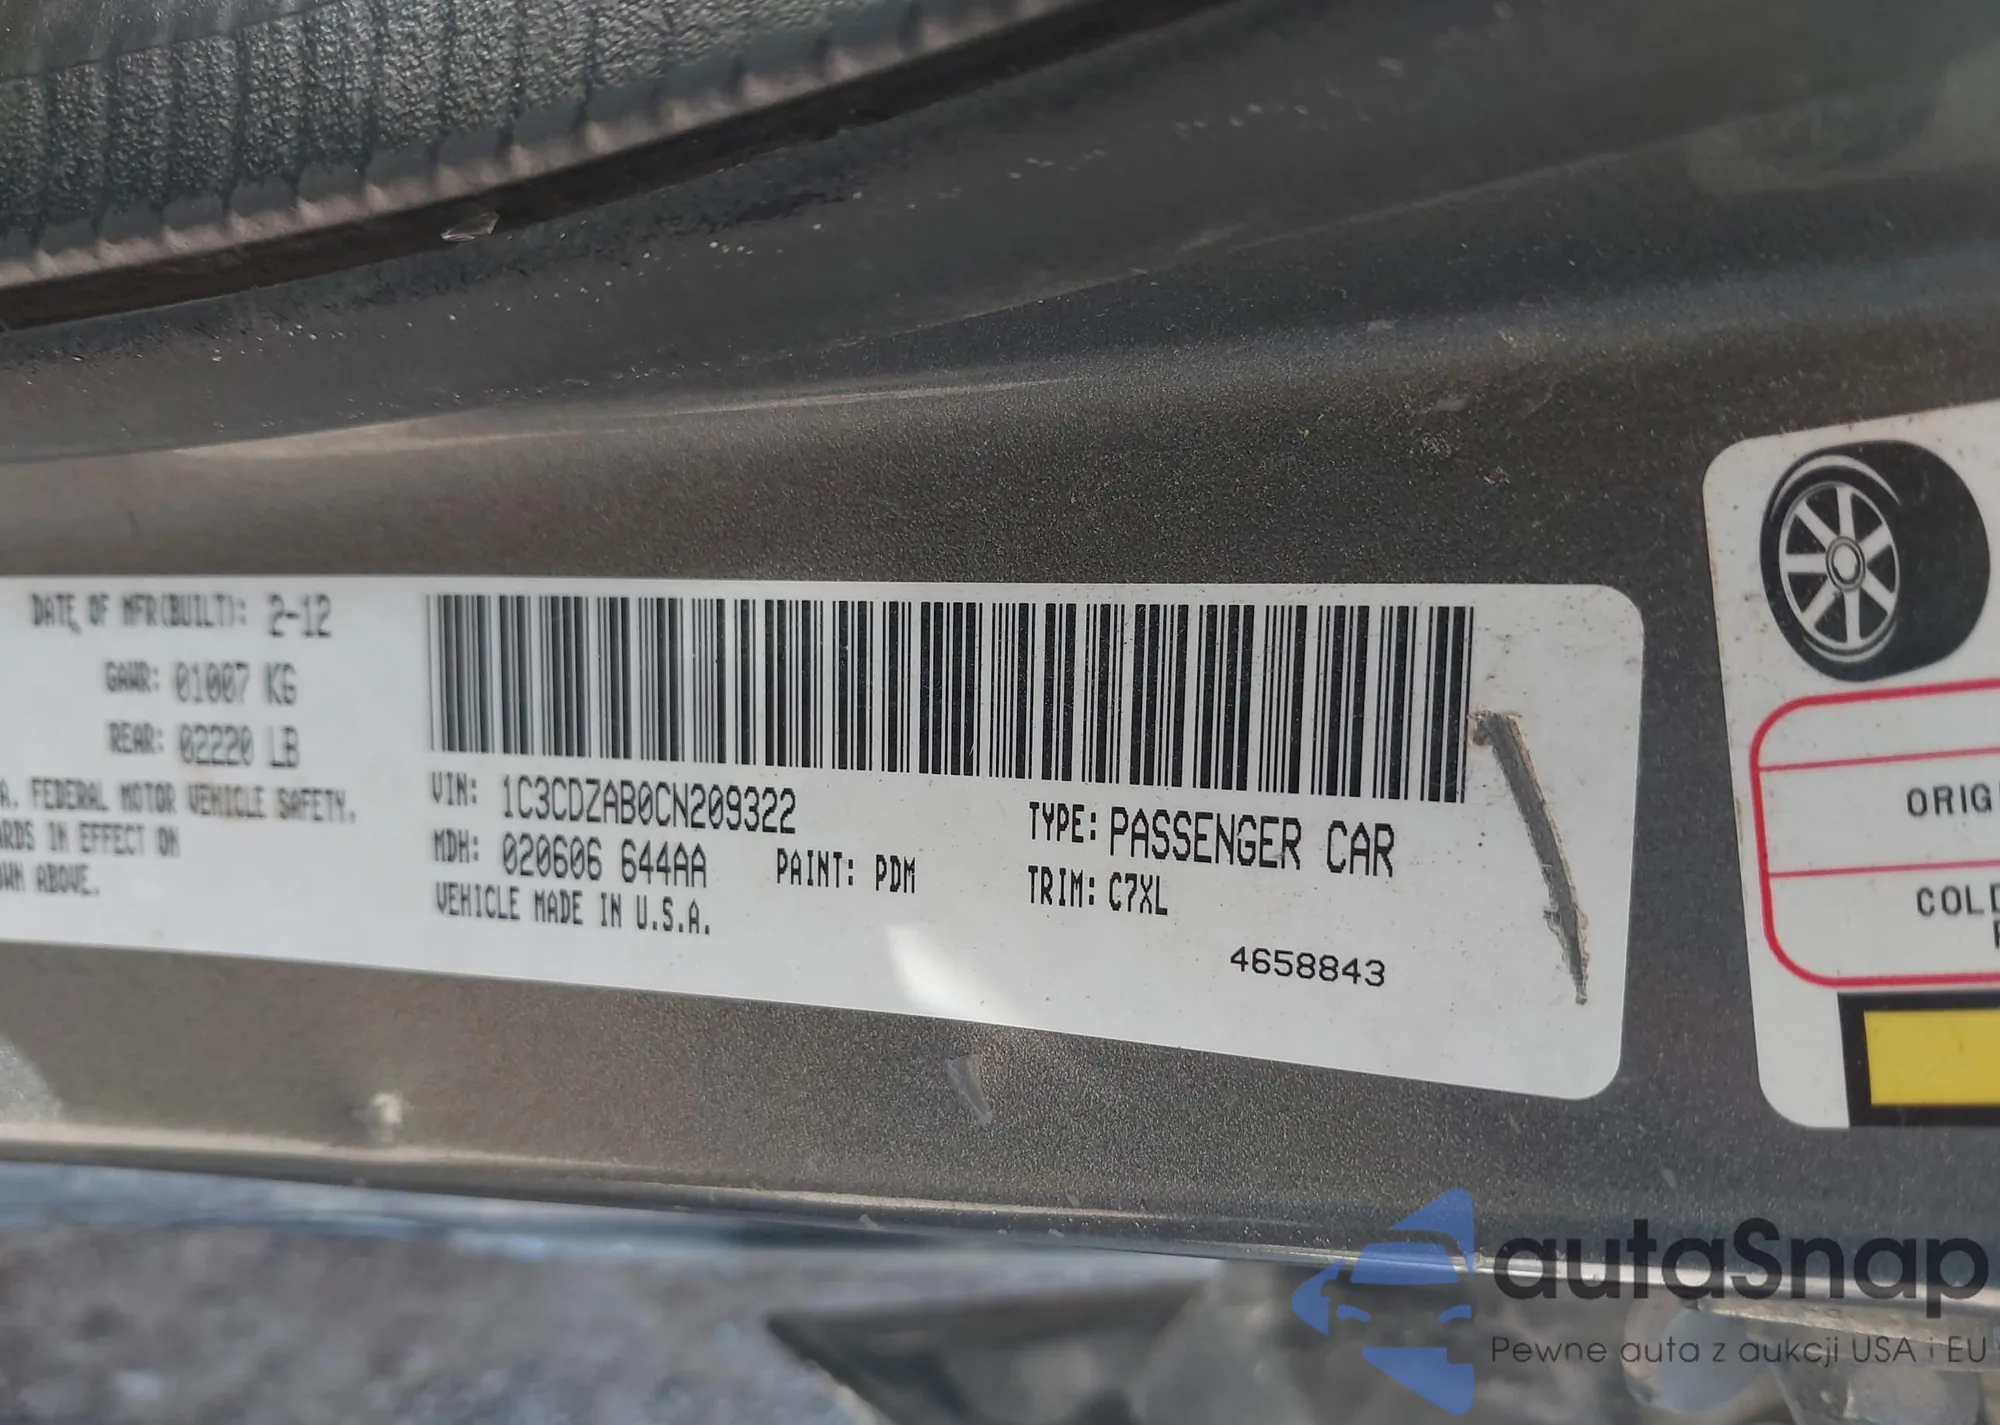 DATE OF MFR(BUILT): 2-12
GAWR: 01007 KG
REAR: 02220 LB
A. FEDERAL MOTOR VEHICLE SAFETY,
ARDS IN EFFECT ON
OWN ABOVE.
VIN: 1C3CDZAB0CN209322
MDH: 020606 644AA
PAINT: PDM
VEHICLE MADE IN U.S.A.
TYPE: PASSENGER CAR
TRIM: C7XL
4658843
ORIG
COLD
autaSnap
Pewne auta z aukcji USA i EU